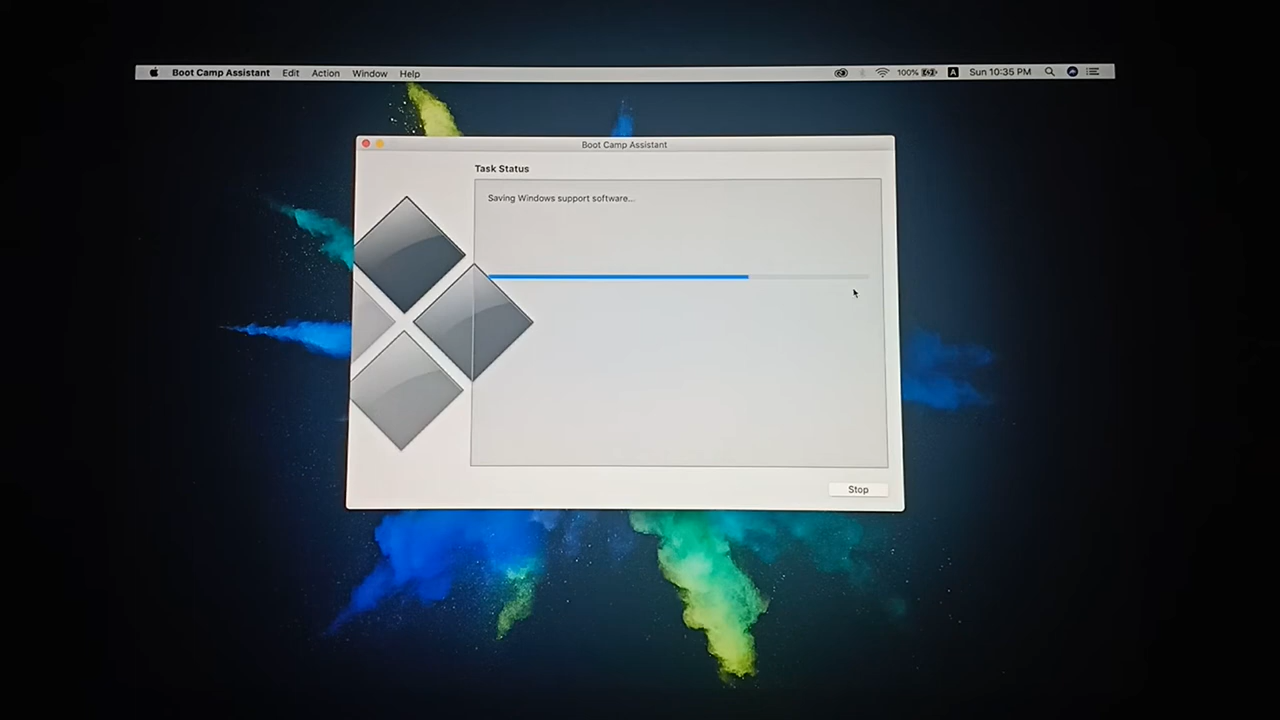 Boot Camp Assistant Edit Action Window Help 100% A Sun 10:35 PM
Boot Camp Assistant
Task Status
Saving Windows support software...
Stop